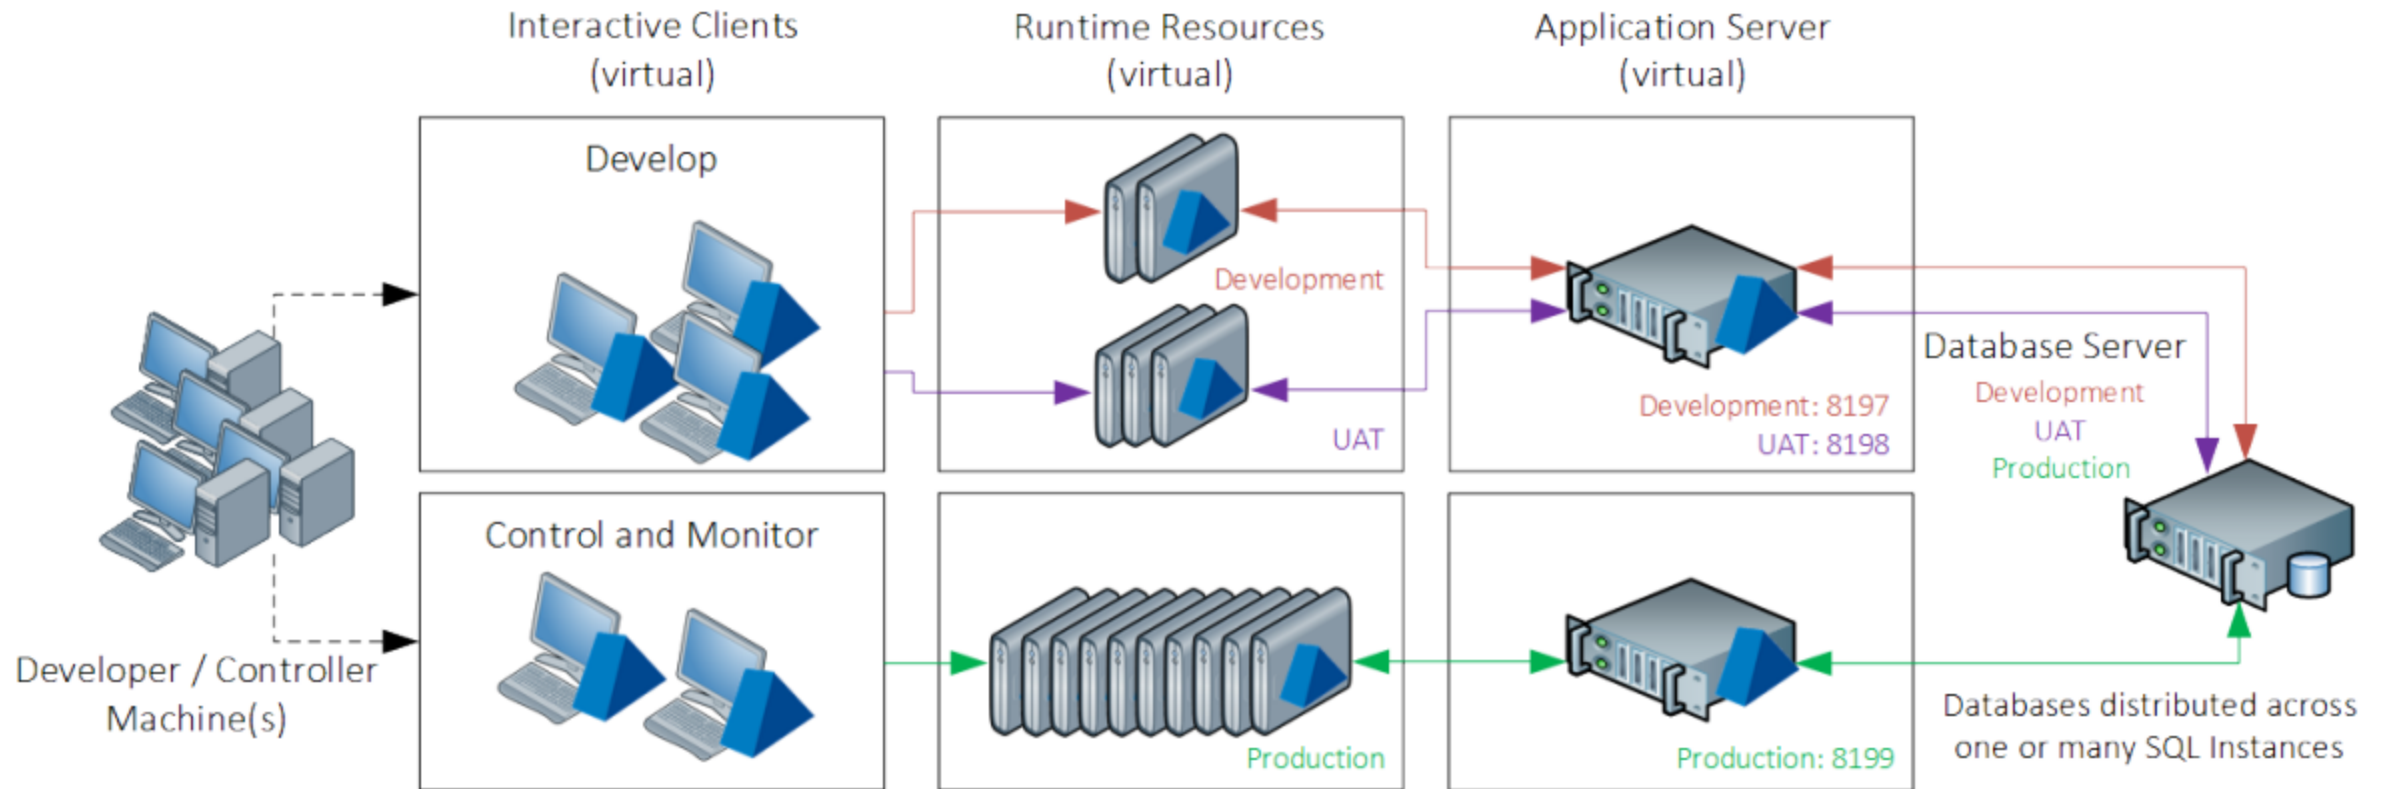 Interactive Clients
(virtual)
Runtime Resources
(virtual)
Application Server
(virtual)
Develop
Development
UAT
Development: 8197
UAT: 8198
Database Server
Development
UAT
Production
Developer / Controller
Machine(s)
Control and Monitor
Production
Production: 8199
Databases distributed across
one or many SQL Instances